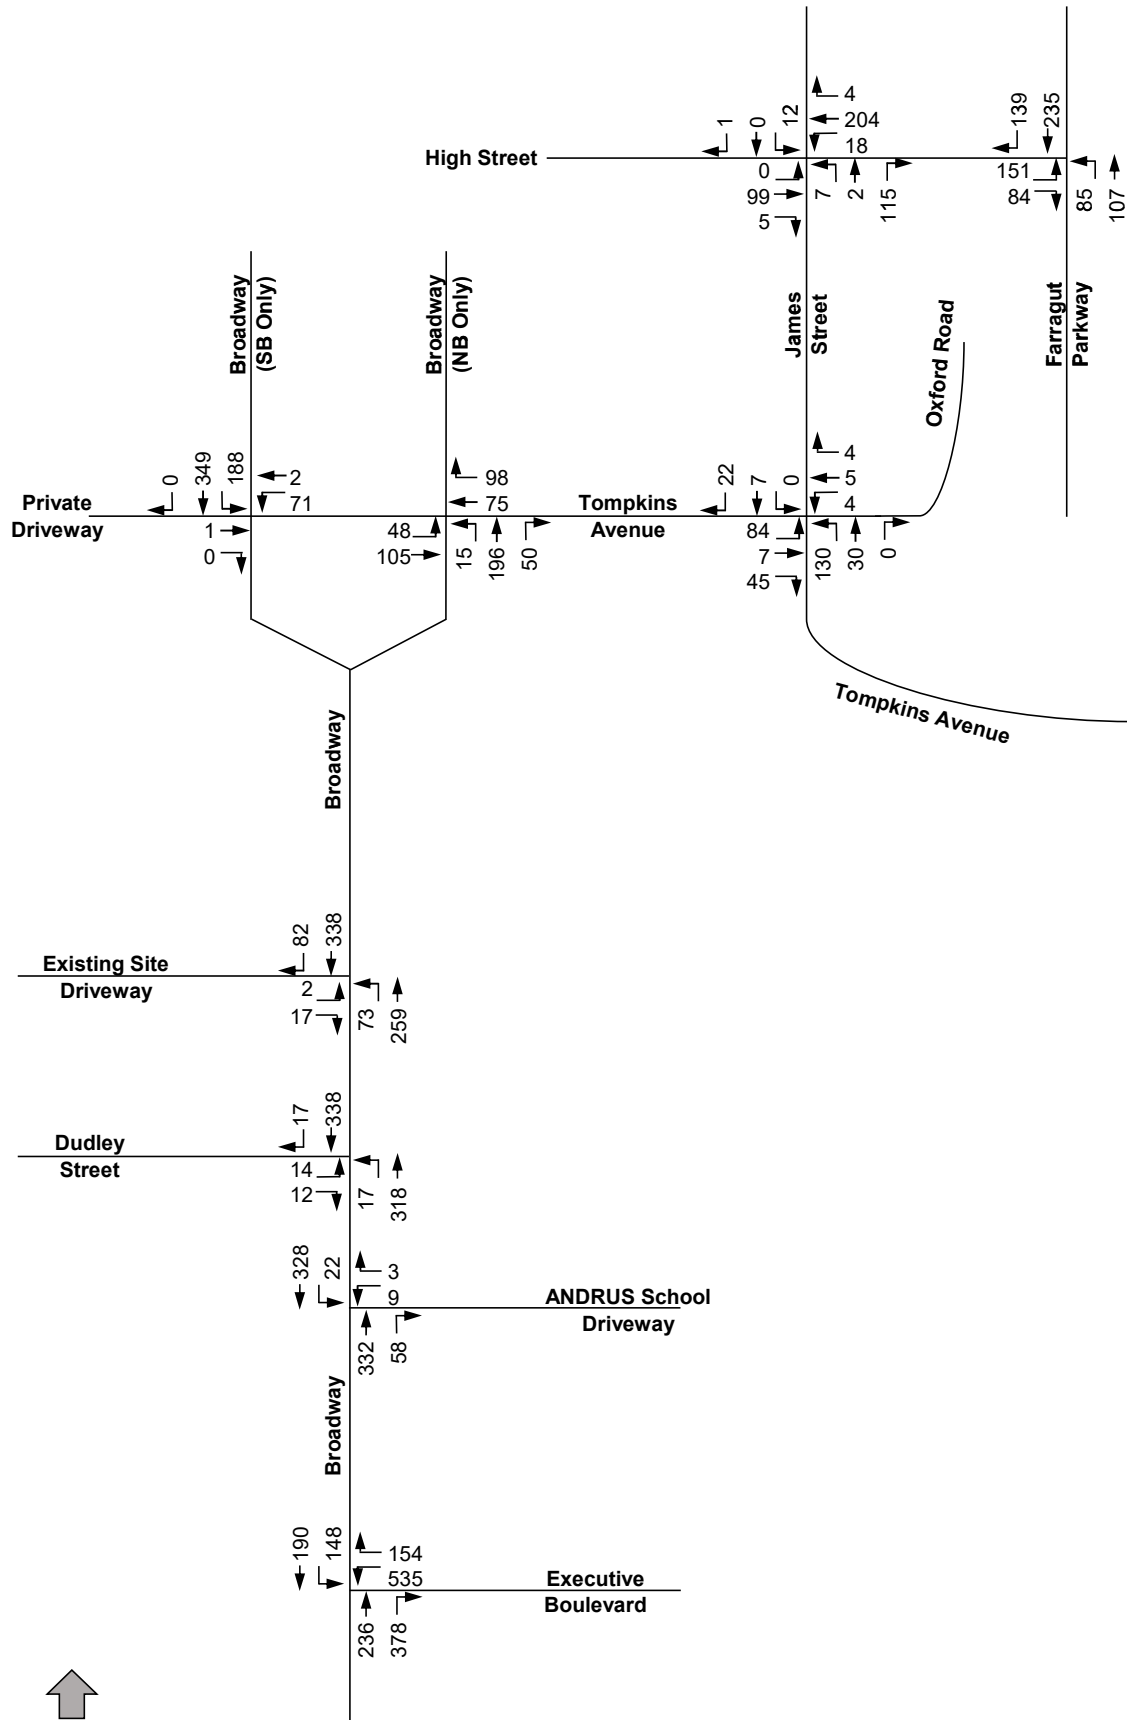 4
204
18
12
0
1
High Street
0
99
5
7
2
115
139
235
151
84
85
107
Broadway
(SB Only)
Broadway
(NB Only)
James
Street
Oxford Road
Farragut
Parkway
0
349
188
2
71
Private
Driveway
1
0
98
75
48
105
15
196
50
Tompkins
Avenue
22
7
0
4
5
4
84
7
45
130
30
0
Tompkins Avenue
Broadway
82
338
Existing Site
Driveway
2
17
73
259
17
338
Dudley
Street
14
12
17
318
328
22
3
9
ANDRUS School
Driveway
332
58
Broadway
190
148
154
535
Executive
Boulevard
236
378